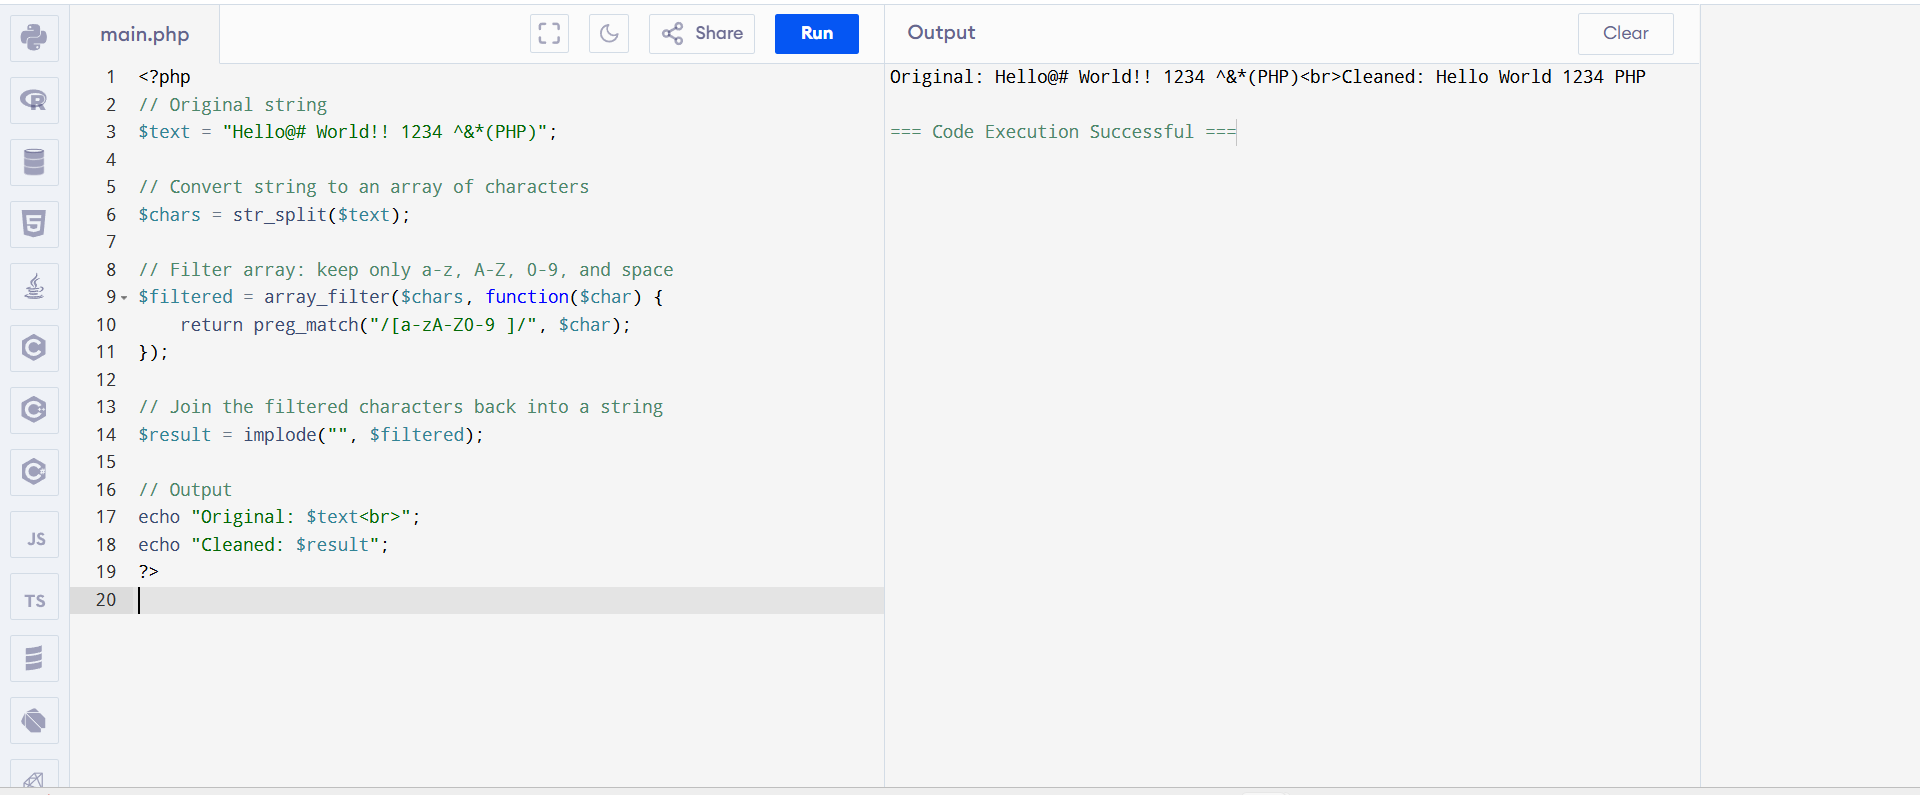 main.php
Share
Run
Output
Clear
1 <?php
2 // Original string
3 $text = "Hello@# World!! 1234 ^&*(PHP)";
4
5 // Convert string to an array of characters
6 $chars = str_split($text);
7
8 // Filter array: keep only a-z, A-Z, 0-9, and space
9 $filtered = array_filter($chars, function($char) {
10     return preg_match("/[a-zA-Z0-9 ]/", $char);
11 });
12
13 // Join the filtered characters back into a string
14 $result = implode("", $filtered);
15
16 // Output
17 echo "Original: $text<br>";
18 echo "Cleaned: $result";
19 ?>
20
Original: Hello@# World!! 1234 ^&*(PHP)<br>Cleaned: Hello World 1234 PHP
=== Code Execution Successful ===
JS
TS